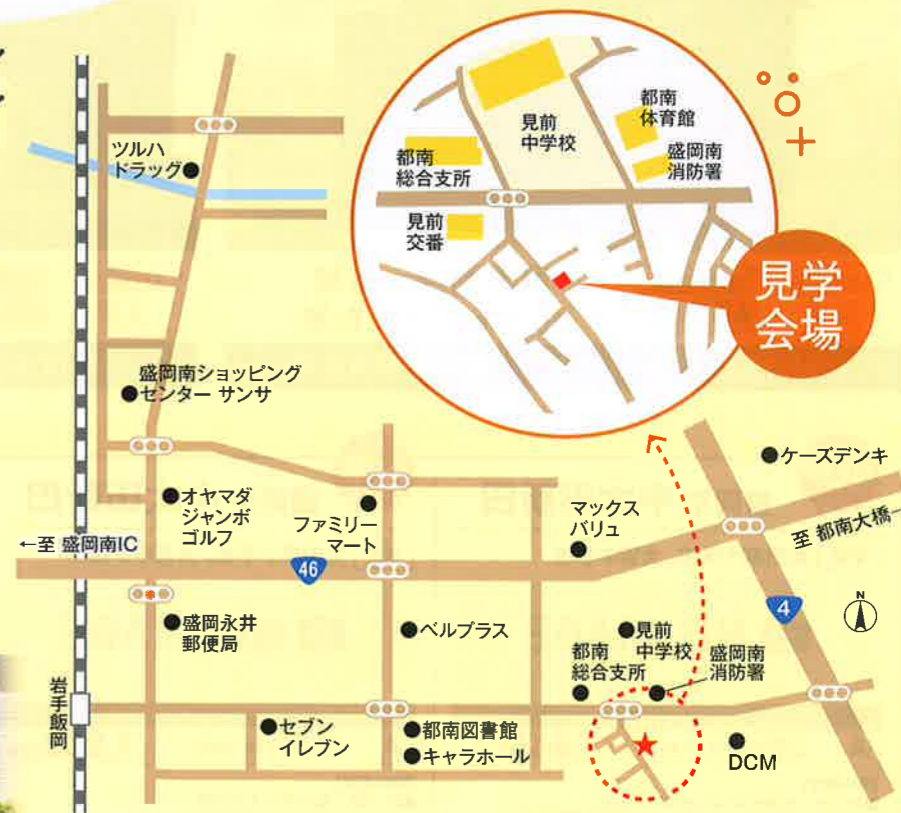 ツルハ
ドラッグ
見前
中学校
都南
体育館
都南
総合支所
盛岡南
消防署
見前
交番
見学
会場
盛岡南ショッピング
センター サンサ
オヤマダ
ジャンボ
ゴルフ
ファミリー
マート
マックス
バリュ
ケーズデンキ
至 都南大橋
←至 盛岡南IC
46
4
N
盛岡永井
郵便局
ベルプラス
見前
中学校
都南
総合支所
盛岡南
消防署
岩手飯岡
セブン
イレブン
都南図書館
キャラホール
DCM